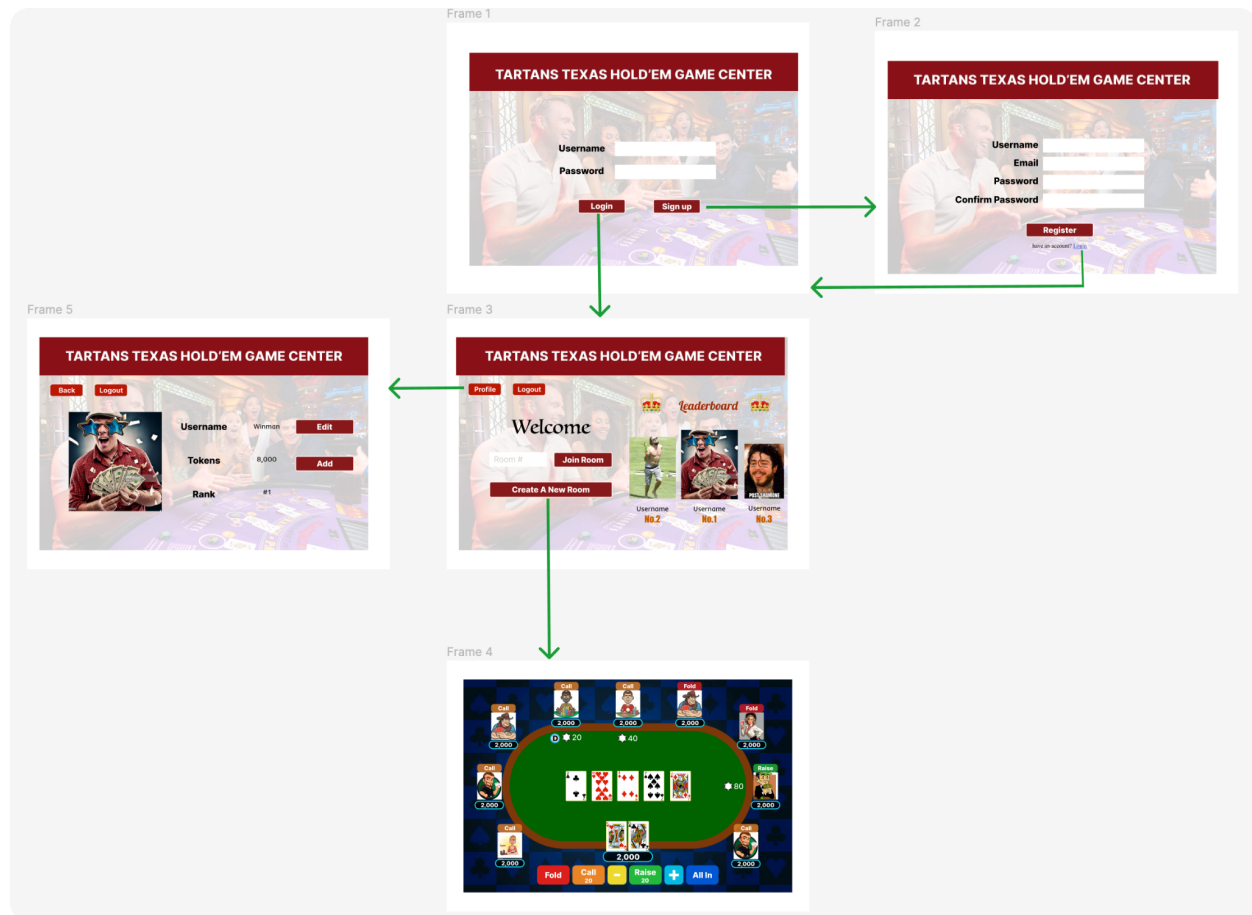 Frame 1
TARTANS TEXAS HOLD'EM GAME CENTER
Username
Password
Login Sign up
Frame 2
TARTANS TEXAS HOLD'EM GAME CENTER
Username
Email
Password
Confirm Password
Register
have an account? Login
Frame 5
TARTANS TEXAS HOLD'EM GAME CENTER
Back Logout
Username Winman Edit
Tokens 8,000 Add
Rank #1
Frame 3
TARTANS TEXAS HOLD'EM GAME CENTER
Profile Logout
Leaderboard
Welcome
Room # Join Room
Create A New Room
POST MALONE
Username Username Username
No.2 No.1 No.3
Frame 4
Call Call Fold
2,000 2,000 2,000
Call Fold
2,000 2,000
D 20 40
Call Raise
2,000 2,000
80
Call Call
2,000 2,000
2,000
Fold Call 20 - Raise 20 + All In